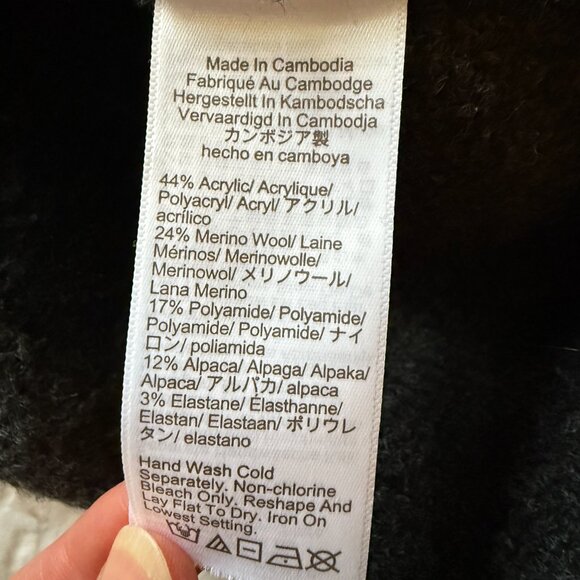 Made In Cambodia
Fabriqué Au Cambodge
Hergestellt In Kambodscha
Vervaardigd In Cambodja
カンボジア製
hecho en camboya
44% Acrylic/ Acrylique/
Polyacryl/ Acryl/ アクリル/
acrílico
24% Merino Wool/ Laine
Mérinos/ Merinowolle/
Merinowol/ メリノウール/
Lana Merino
17% Polyamide/ Polyamide/
Polyamide/ Polyamide/ ナイ
ロン/ poliamida
12% Alpaca/ Alpaga/ Alpaka/
Alpaca/ アルパカ/ alpaca
3% Elastane/ Élasthanne/
Elastan/ Elastaan/ ポリウレ
タン/ elastano
Hand Wash Cold
Separately. Non-chlorine
Bleach Only. Reshape And
Lay Flat To Dry. Iron On
Lowest Setting.